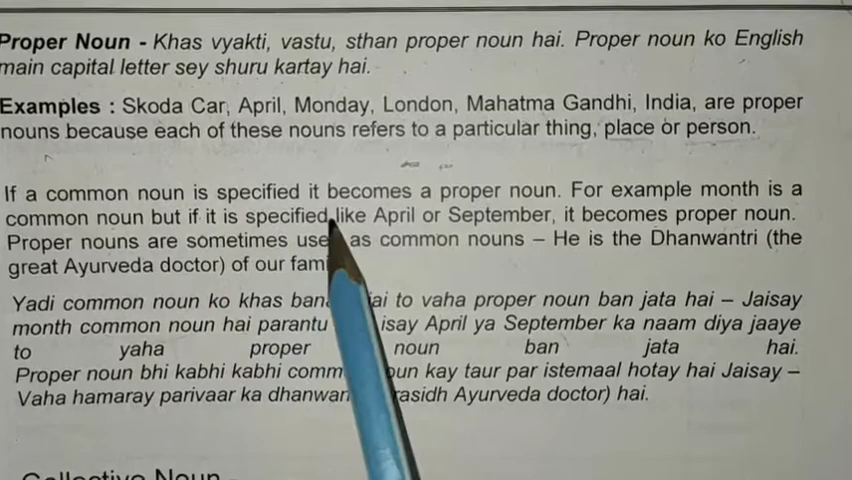 Proper Noun - Khas vyakti, vastu, sthan proper noun hai. Proper noun ko English
main capital letter sey shuru kartay hai.
Examples : Skoda Car, April, Monday, London, Mahatma Gandhi, India, are proper
nouns because each of these nouns refers to a particular thing, place or person.
If a common noun is specified it becomes a proper noun. For example month is a
common noun but if it is specified like April or September, it becomes proper noun.
Proper nouns are sometimes as common nouns – He is the Dhanwantri (the
great Ayurveda doctor) of our
Yadi common noun ko khas to vaha proper noun ban jata hai – Jaisay
month common noun hai parantu April ya September ka naam diya jaaye
to yaha proper noun ban jata hai.
Proper noun bhi kabhi kabhi kay taur par istemaal hotay hai Jaisay –
Vaha hamaray parivaar ka Ayurveda doctor) hai.
Collective Noun